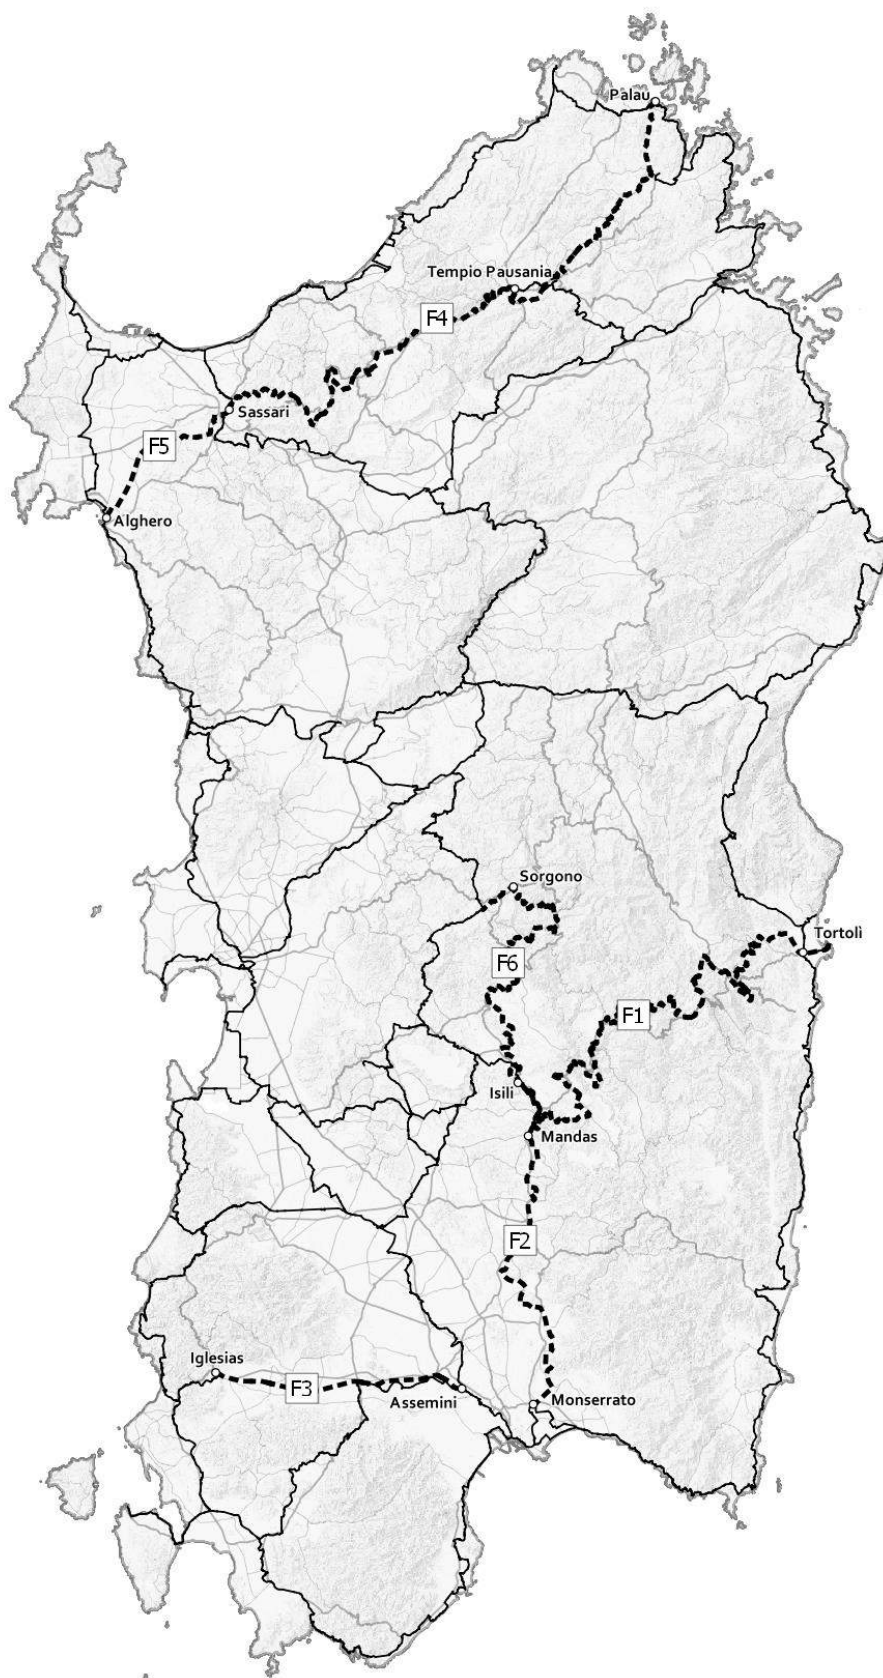 Palau
Tempio Pausania
F4
Sassari
F5
Alghero
Sorgono
Tortolì
F6
F1
Isili
Mandas
F2
Iglesias
F3
Assemini
Monserrato